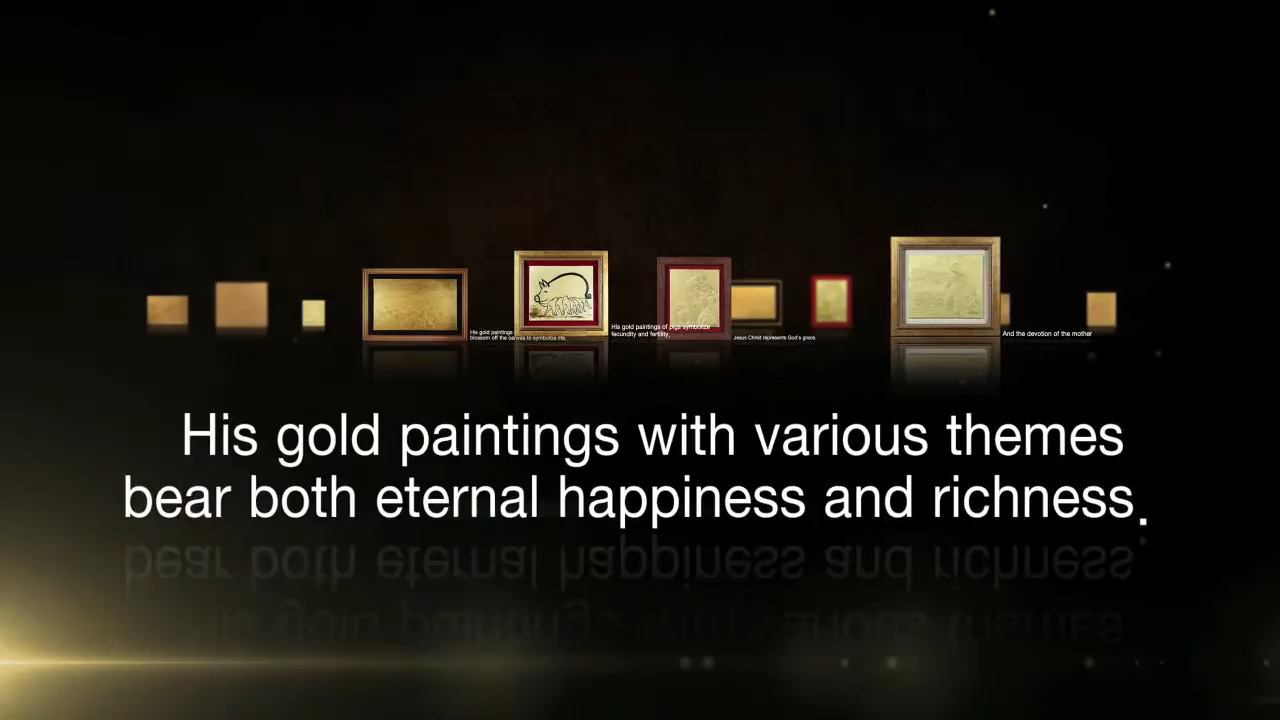 His gold paintings
blossom off the canvas to symbolize life.
His gold paintings of pigs symbolize
fecundity and fertility,
Jesus Christ represents God's grace,
And the devotion of the mother
His gold paintings with various themes
bear both eternal happiness and richness.